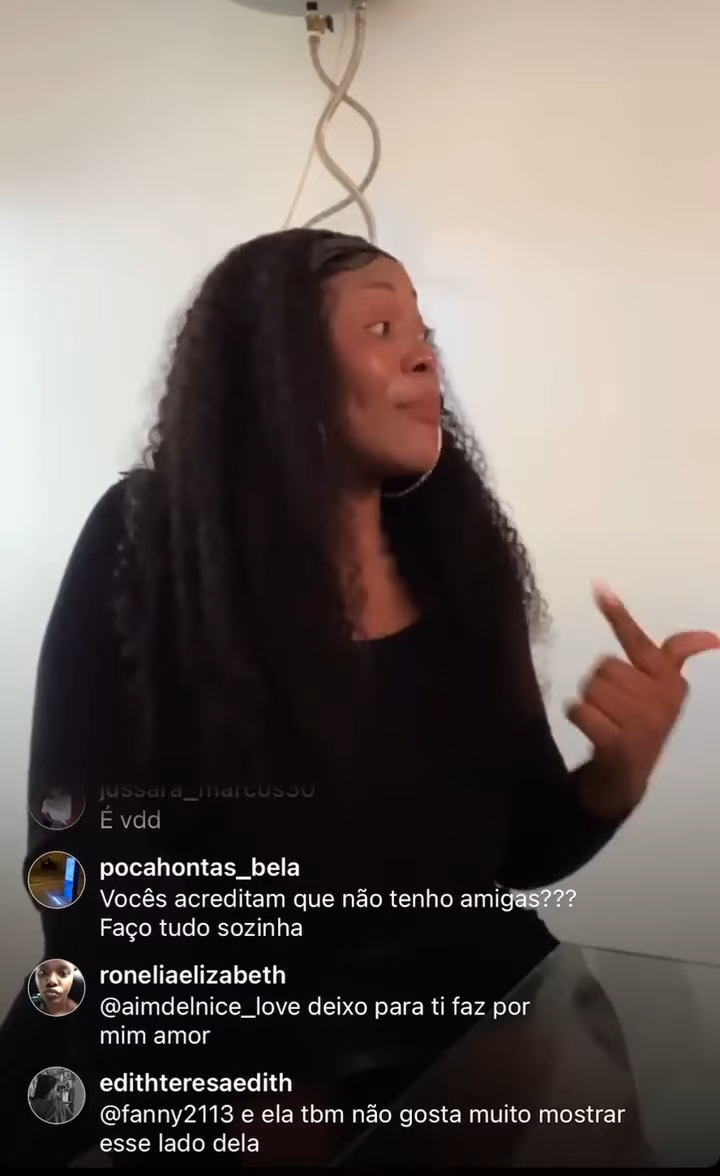 jussara_marcos30
É vdd
pocahontas_bela
Vocês acreditam que não tenho amigas???
Faço tudo sozinha
roneliaelizabeth
@aimdelnice_love deixo para ti faz por
mim amor
edithteresaedith
@fanny2113 e ela tbm não gosta muito mostrar
esse lado dela